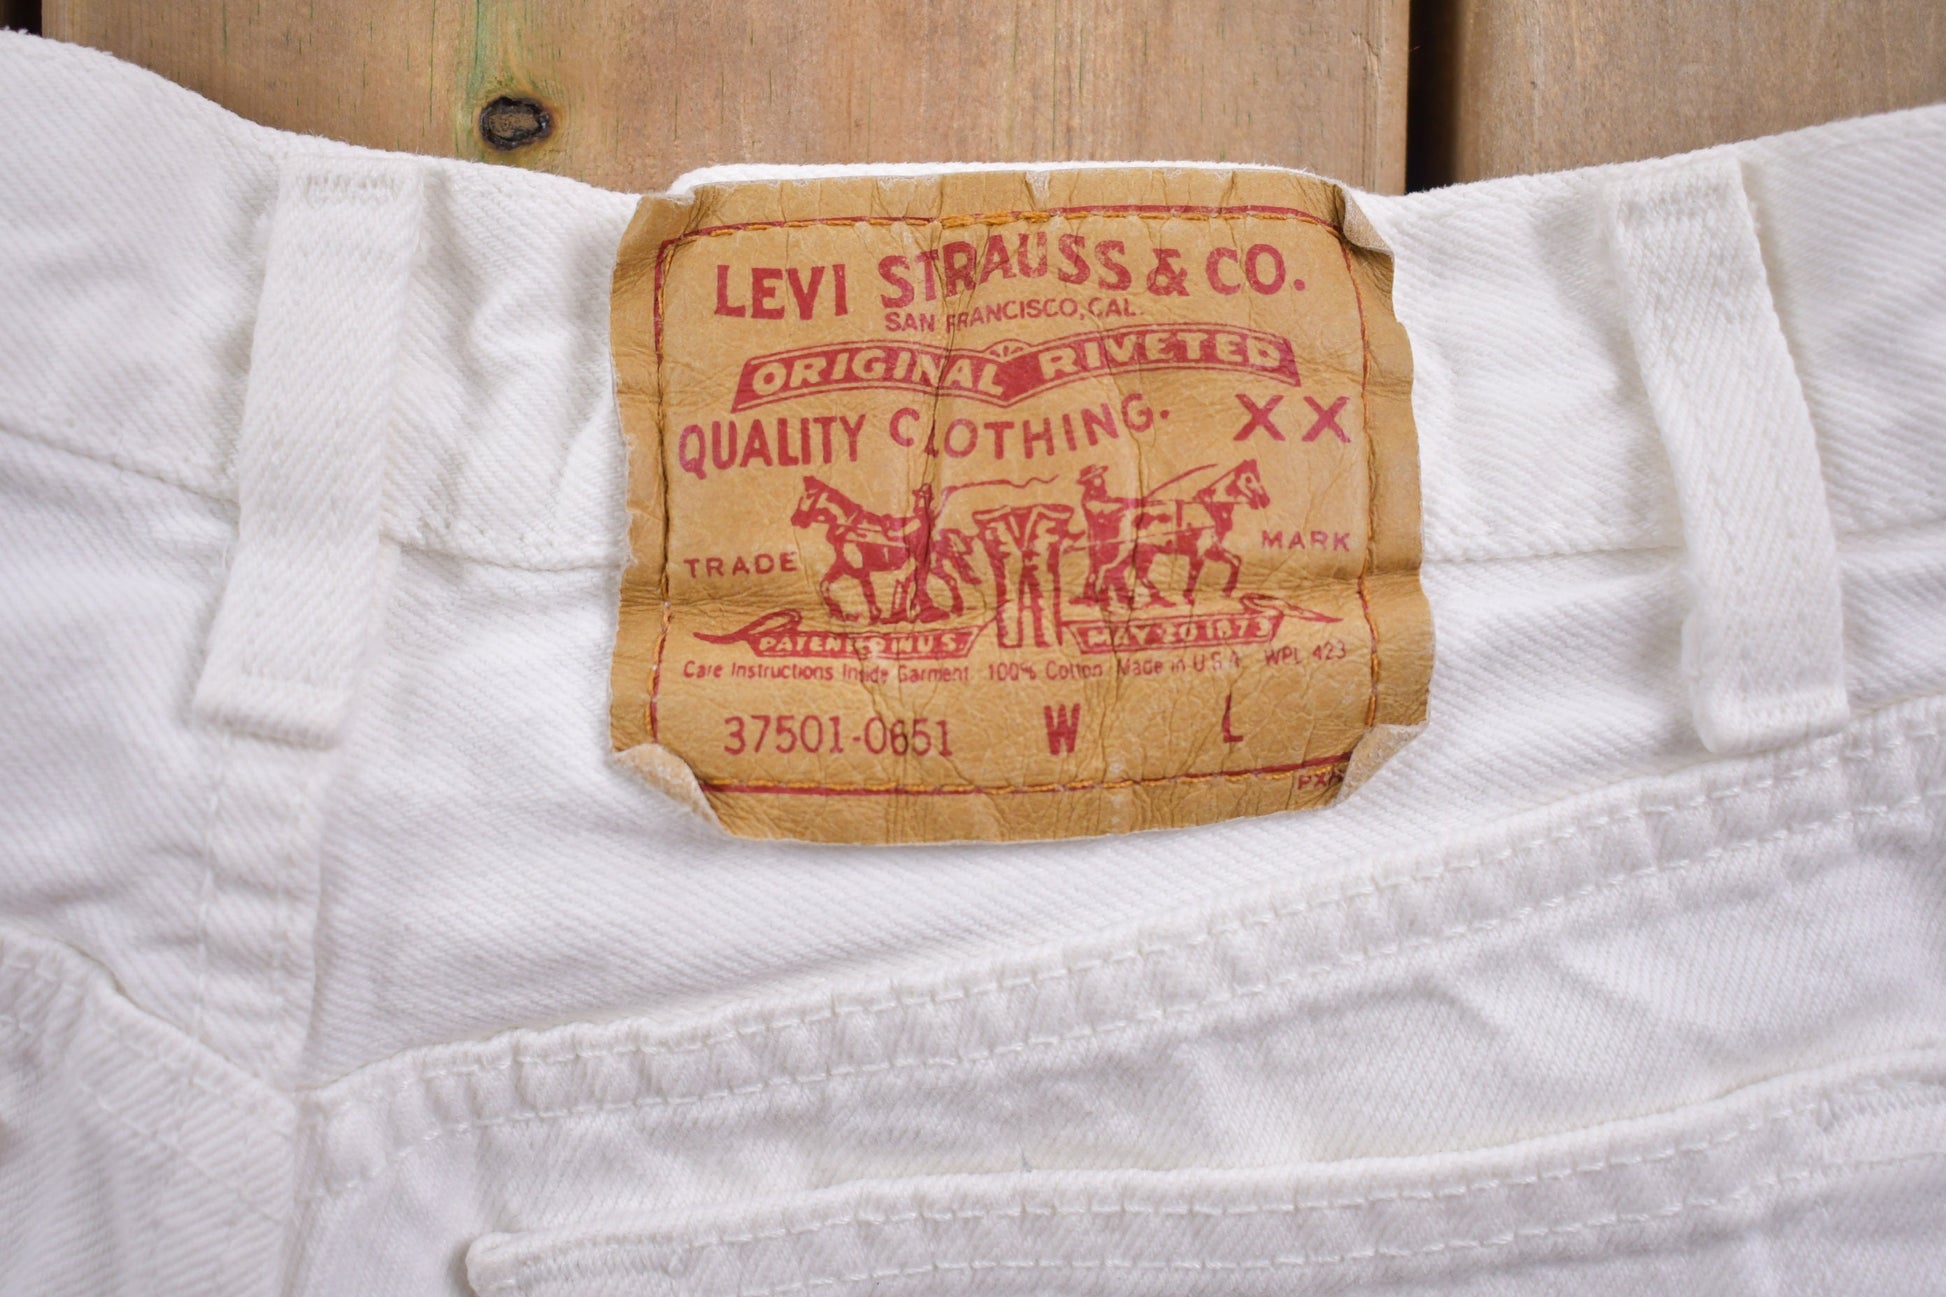 LEVI STRAUSS & CO.
SAN FRANCISCO, CAL.
ORIGINAL RIVETED
QUALITY CLOTHING. XX
TRADE MARK
PATENTED IN U.S. MAY 20 1873
Care Instructions Inside Garment 100% Cotton Made in U.S.A. WPL 423
37501-0651 W L